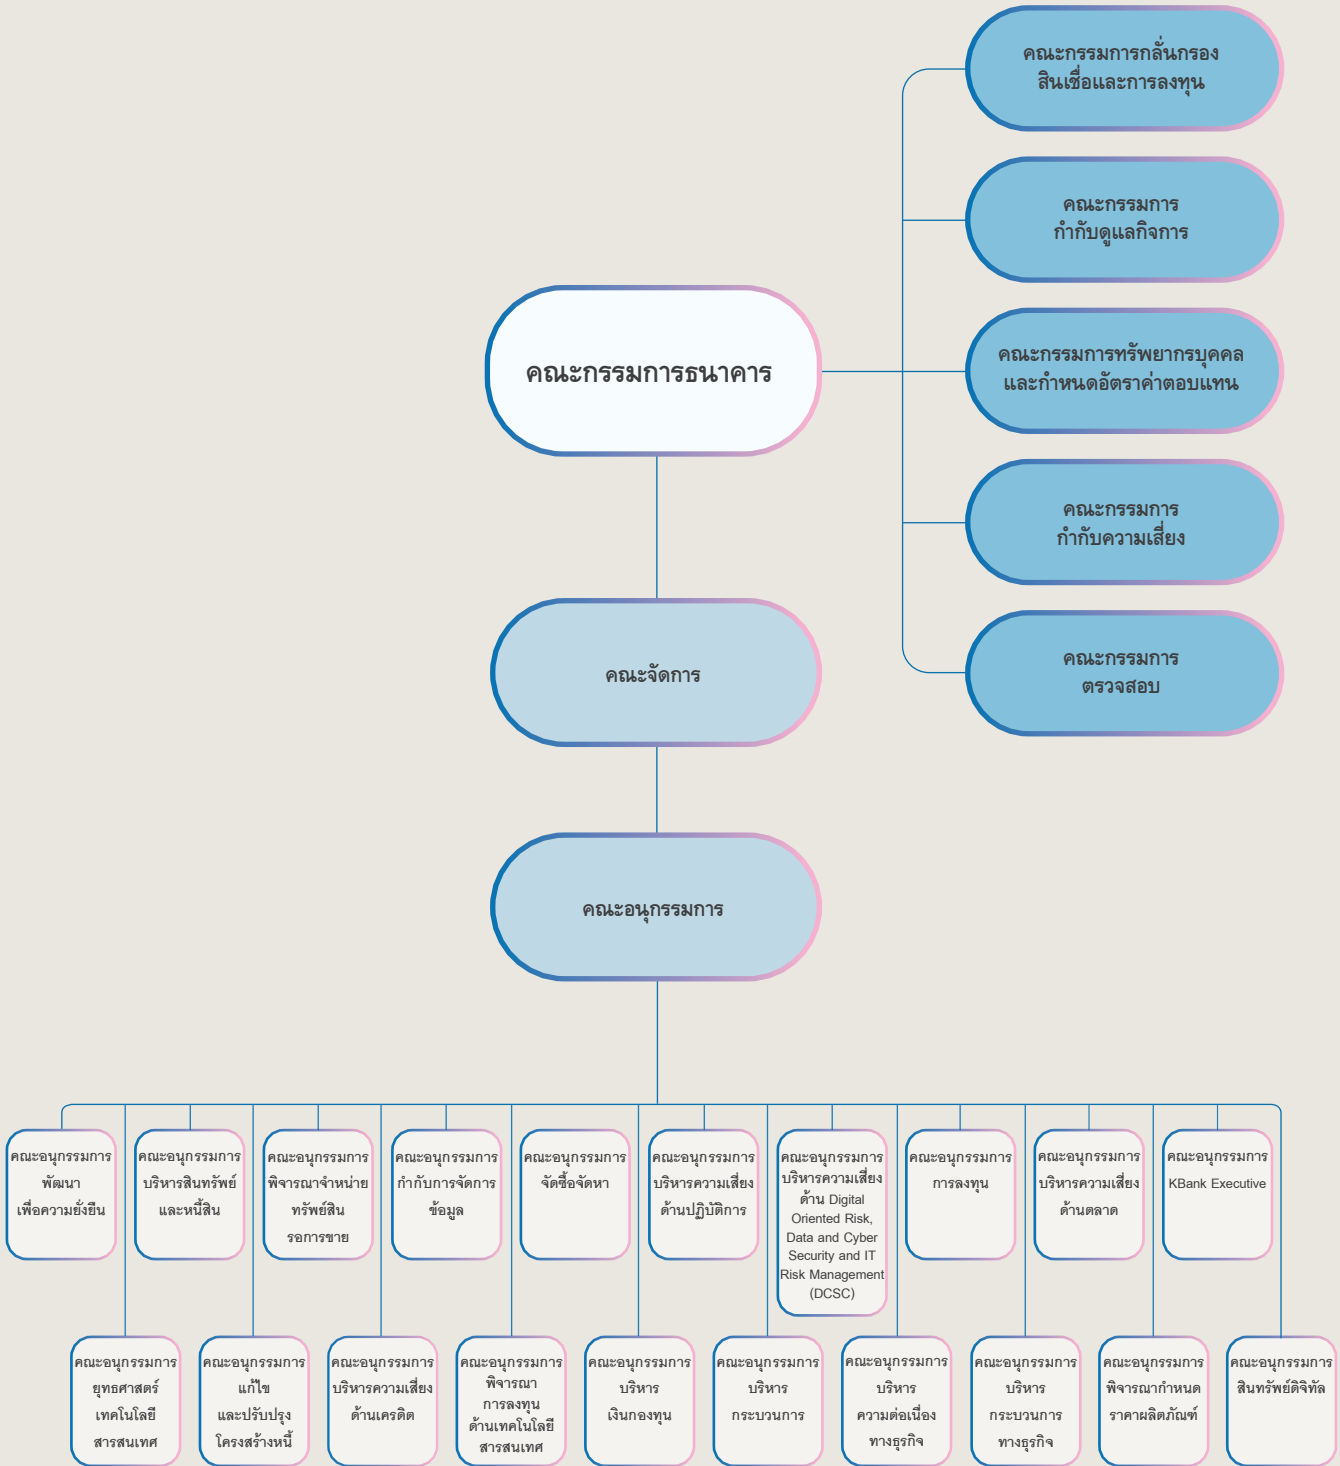 คณะกรรมการกลั่นกรอง
สินเชื่อและการลงทุน
คณะกรรมการ
กำกับดูแลกิจการ
คณะกรรมการธนาคาร
คณะกรรมการทรัพยากรบุคคล
และกำหนดอัตราค่าตอบแทน
คณะกรรมการ
กำกับความเสี่ยง
คณะกรรมการ
ตรวจสอบ
คณะจัดการ
คณะอนุกรรมการ
คณะอนุกรรมการ
พัฒนา
เพื่อความยั่งยืน
คณะอนุกรรมการ
บริหารสินทรัพย์
และหนี้สิน
คณะอนุกรรมการ
พิจารณาจำหน่าย
ทรัพย์สิน
รอการขาย
คณะอนุกรรมการ
กำกับการจัดการ
ข้อมูล
คณะอนุกรรมการ
จัดซื้อจัดหา
คณะอนุกรรมการ
บริหารความเสี่ยง
ด้านปฏิบัติการ
คณะอนุกรรมการ
บริหารความเสี่ยง
ด้าน Digital
Oriented Risk,
Data and Cyber
Security and IT
Risk Management
(DCSC)
คณะอนุกรรมการ
การลงทุน
คณะอนุกรรมการ
บริหารความเสี่ยง
ด้านตลาด
คณะอนุกรรมการ
KBank Executive
คณะอนุกรรมการ
ยุทธศาสตร์
เทคโนโลยี
สารสนเทศ
คณะอนุกรรมการ
แก้ไข
และปรับปรุง
โครงสร้างหนี้
คณะอนุกรรมการ
บริหารความเสี่ยง
ด้านเครดิต
คณะอนุกรรมการ
พิจารณา
การลงทุน
ด้านเทคโนโลยี
สารสนเทศ
คณะอนุกรรมการ
บริหาร
เงินกองทุน
คณะอนุกรรมการ
บริหาร
กระบวนการ
คณะอนุกรรมการ
บริหาร
ความต่อเนื่อง
ทางธุรกิจ
คณะอนุกรรมการ
บริหาร
กระบวนการ
ทางธุรกิจ
คณะอนุกรรมการ
พิจารณากำหนด
ราคาผลิตภัณฑ์
คณะอนุกรรมการ
สินทรัพย์ดิจิทัล